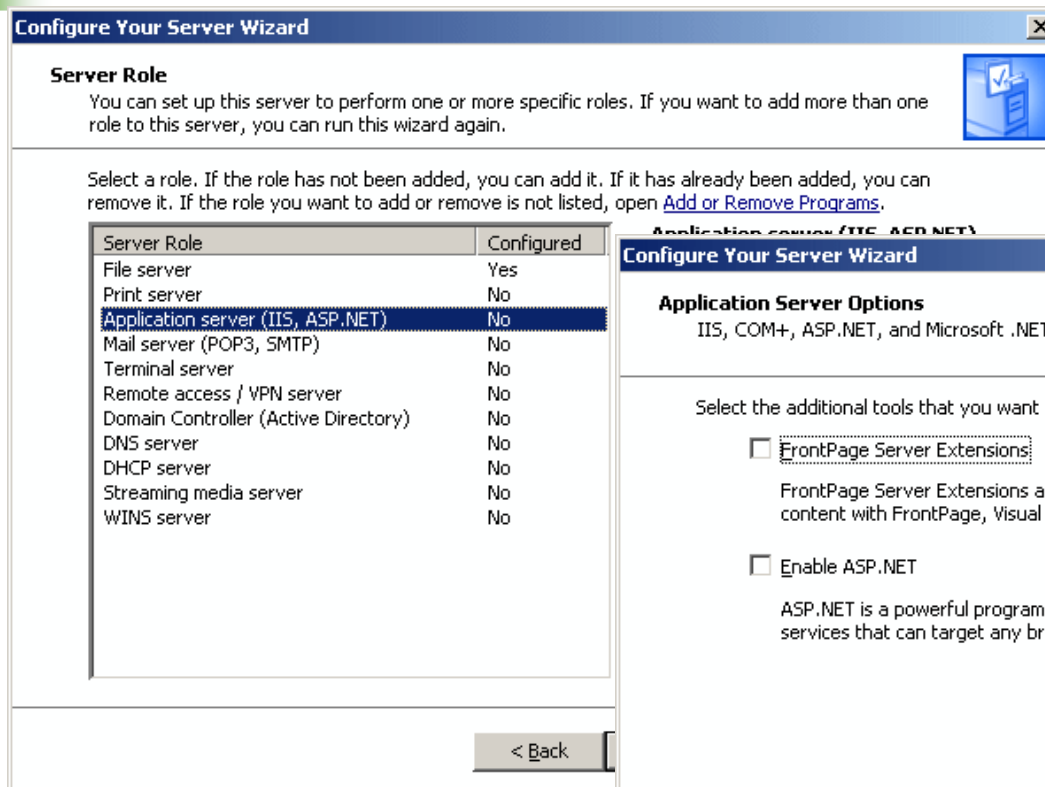 Configure Your Server Wizard
Server Role
You can set up this server to perform one or more specific roles. If you want to add more than one
role to this server, you can run this wizard again.
Select a role. If the role has not been added, you can add it. If it has already been added, you can
remove it. If the role you want to add or remove is not listed, open Add or Remove Programs.
Server Role Configured
File server Yes
Print server No
Application server (IIS, ASP.NET) No
Mail server (POP3, SMTP) No
Terminal server No
Remote access / VPN server No
Domain Controller (Active Directory) No
DNS server No
DHCP server No
Streaming media server No
WINS server No
< Back
Application server (IIS, ASP.NET)
Configure Your Server Wizard
Application Server Options
IIS, COM+, ASP.NET, and Microsoft .NET
Select the additional tools that you want
FrontPage Server Extensions
FrontPage Server Extensions a
content with FrontPage, Visual
Enable ASP.NET
ASP.NET is a powerful program
services that can target any br